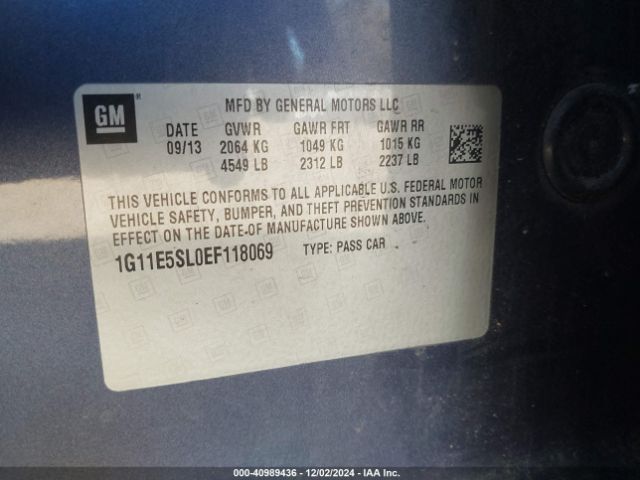 GM
MFD BY GENERAL MOTORS LLC
DATE GVWR GAWR FRT GAWR RR
09/13 2064 KG 1049 KG 1015 KG
4549 LB 2312 LB 2237 LB
THIS VEHICLE CONFORMS TO ALL APPLICABLE U.S. FEDERAL MOTOR
VEHICLE SAFETY, BUMPER, AND THEFT PREVENTION STANDARDS IN
EFFECT ON THE DATE-OF MANUFACTURE SHOWN ABOVE.
1G11E5SL0EF118069 TYPE: PASS CAR
000-40989436 - 12/02/2024 - IAA Inc.